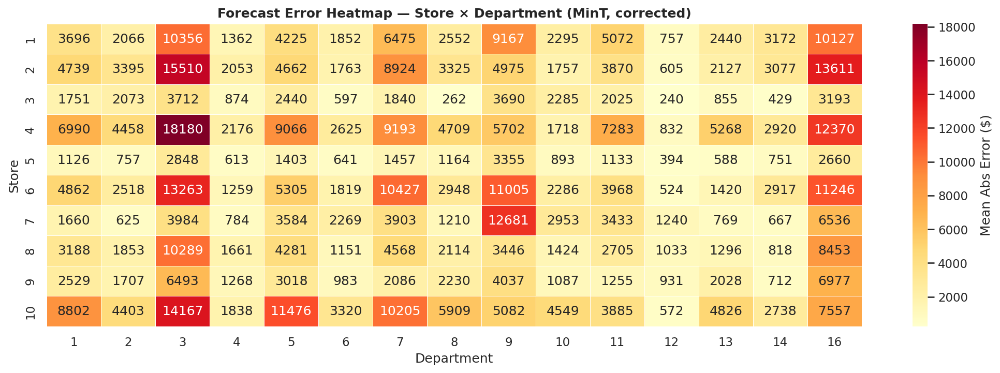 Forecast Error Heatmap — Store × Department (MinT, corrected)
1 3696 2066 10356 1362 4225 1852 6475 2552 9167 2295 5072 757 2440 3172 10127
2 4739 3395 15510 2053 4662 1763 8924 3325 4975 1757 3870 605 2127 3077 13611
3 1751 2073 3712 874 2440 597 1840 262 3690 2285 2025 240 855 429 3193
4 6990 4458 18180 2176 9066 2625 9193 4709 5702 1718 7283 832 5268 2920 12370
5 1126 757 2848 613 1403 641 1457 1164 3355 893 1133 394 588 751 2660
6 4862 2518 13263 1259 5305 1819 10427 2948 11005 2286 3968 524 1420 2917 11246
7 1660 625 3984 784 3584 2269 3903 1210 12681 2953 3433 1240 769 667 6536
8 3188 1853 10289 1661 4281 1151 4568 2114 3446 1424 2705 1033 1296 818 8453
9 2529 1707 6493 1268 3018 983 2086 2230 4037 1087 1255 931 2028 712 6977
10 8802 4403 14167 1838 11476 3320 10205 5909 5082 4549 3885 572 4826 2738 7557
1 2 3 4 5 6 7 8 9 10 11 12 13 14 16
Department
Store
18000
16000
14000
12000
10000
8000
6000
4000
2000
Mean Abs Error ($)